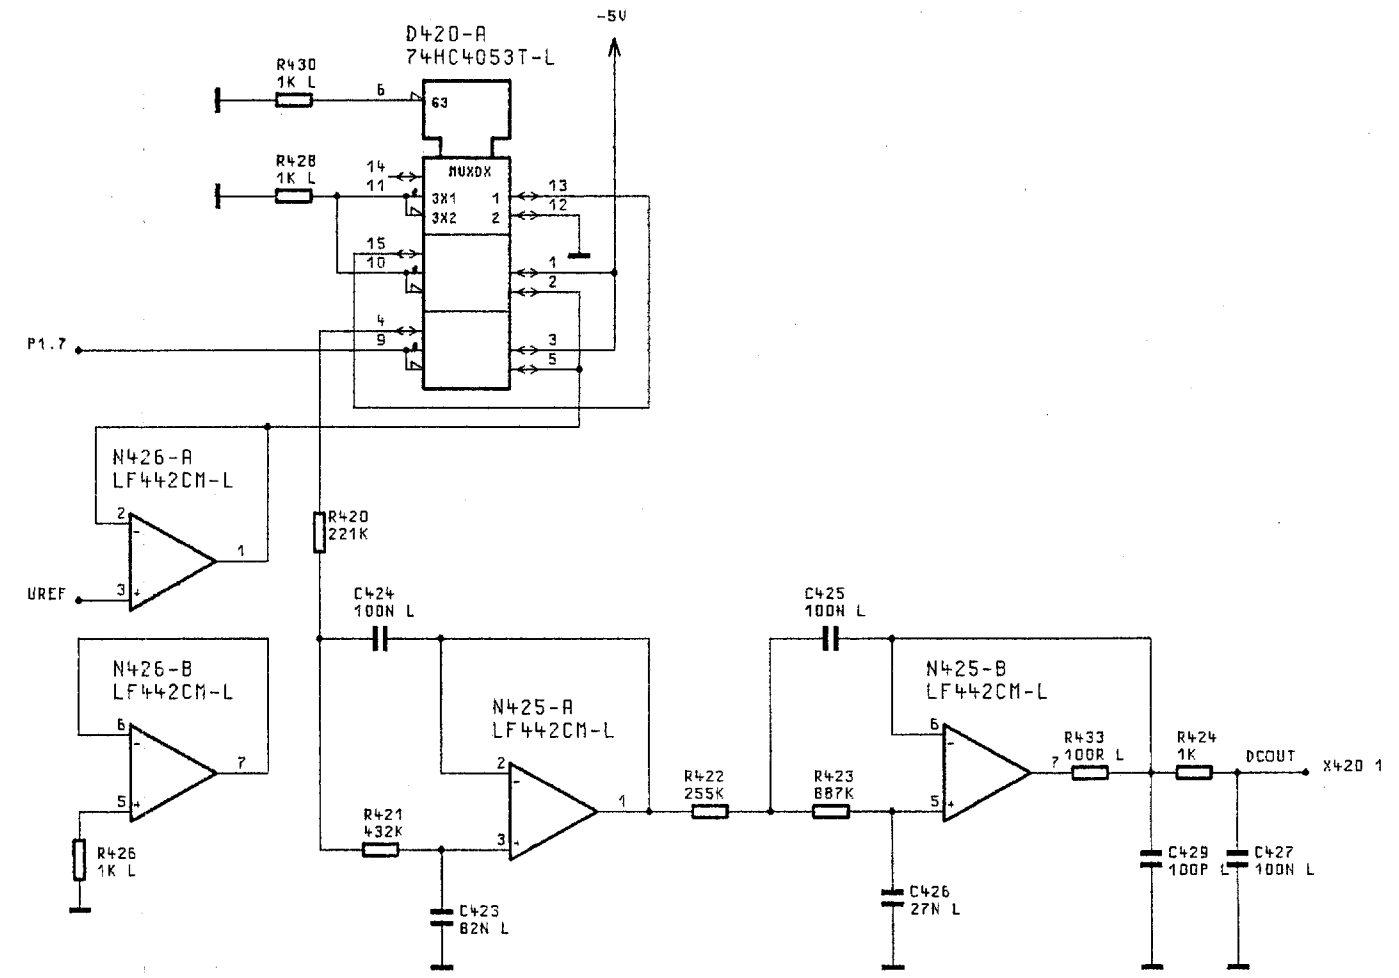 -5V
D420-A
74HC4053T-L
R430
1K L
6
G3
R428
1K L
14
MUXDX
11
3X1
1
13
3X2
2
12
15
10
1
2
4
P1.7
9
3
5
N426-A
LF442CM-L
2
-
1
UREF
3
+
R420
221K
C424
100N L
C425
100N L
N426-B
LF442CM-L
6
-
7
5
+
R426
1K L
N425-A
LF442CM-L
2
-
1
3
+
R421
432K
C423
82N L
R422
255K
R423
887K
N425-B
LF442CM-L
6
-
7
5
+
R433
100R L
R424
1K
DCOUT
X420 1
C426
27N L
C429
100P L
C427
100N L